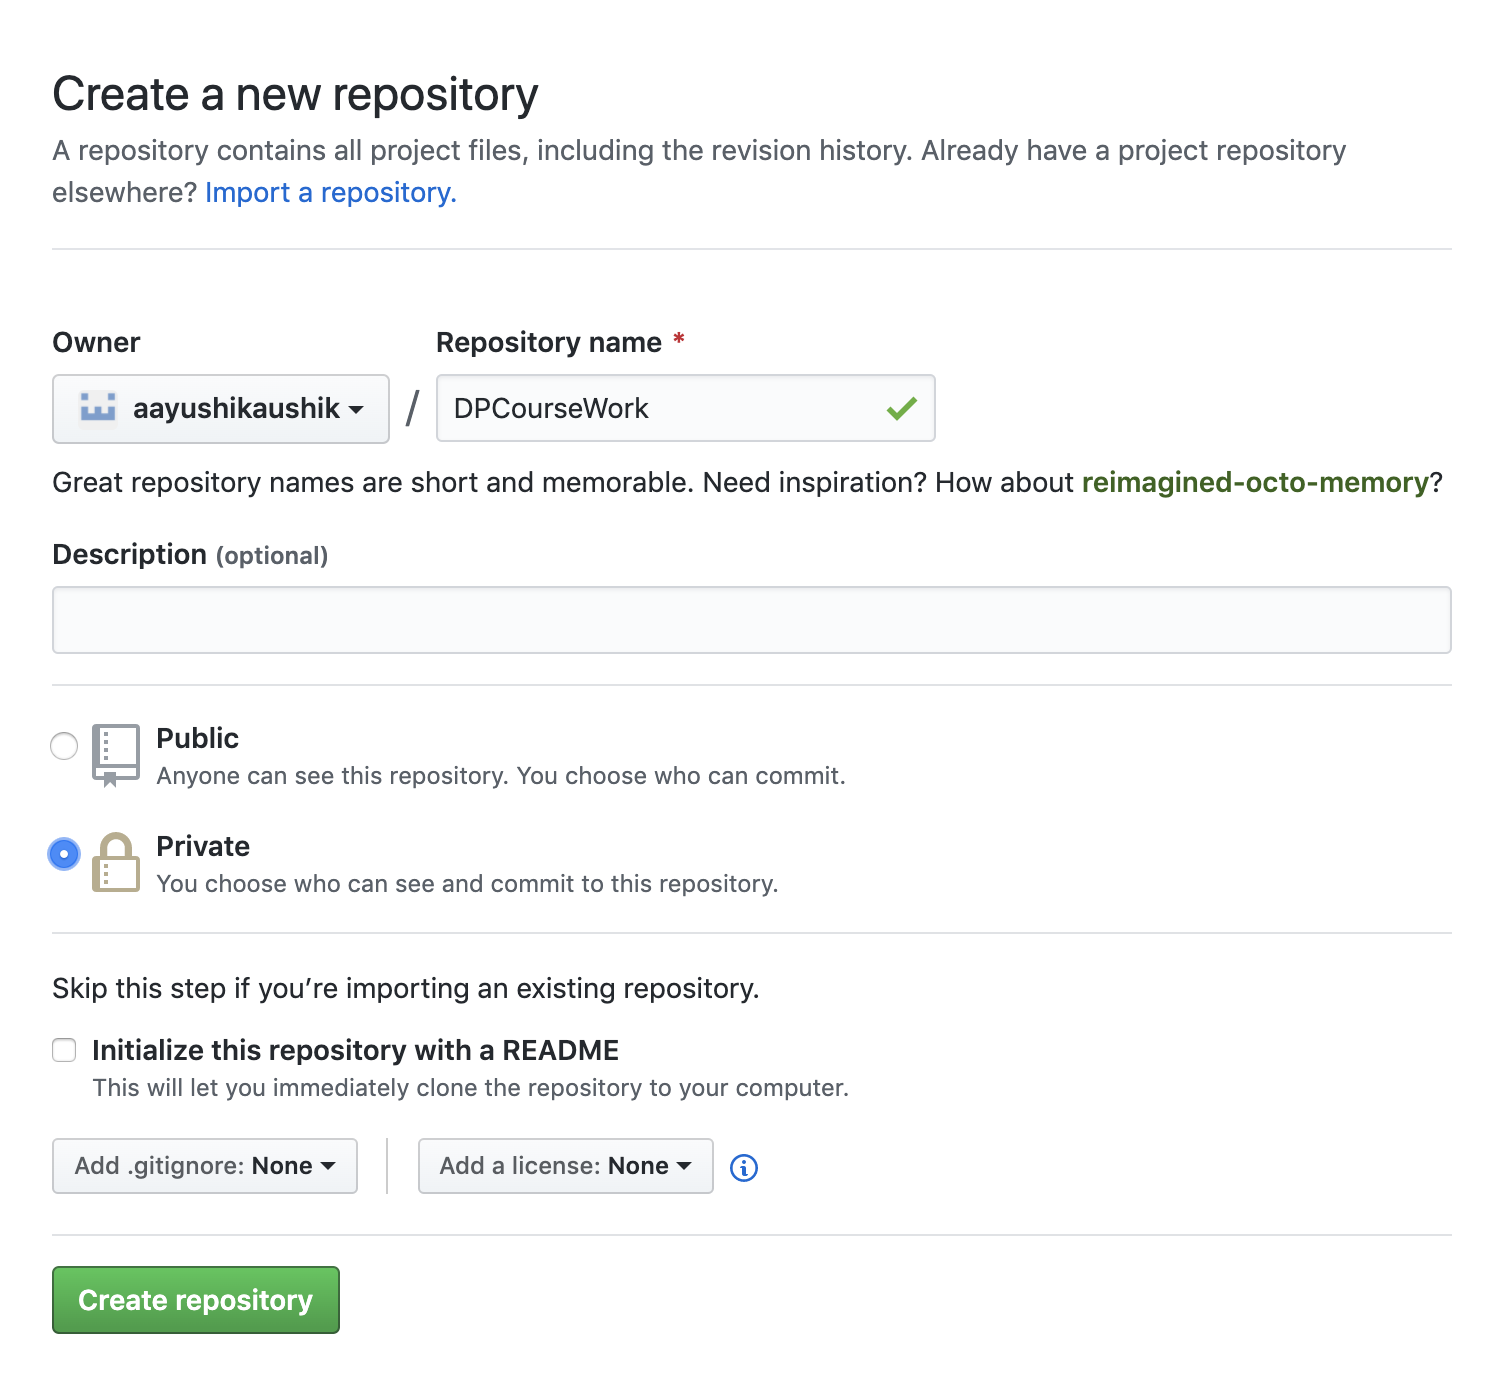 Create a new repository
A repository contains all project files, including the revision history. Already have a project repository
elsewhere? Import a repository.
Owner
Repository name *
aayushikaushik
/
DPCourseWork
Great repository names are short and memorable. Need inspiration? How about reimagined-octo-memory?
Description (optional)
Public
Anyone can see this repository. You choose who can commit.
Private
You choose who can see and commit to this repository.
Skip this step if you’re importing an existing repository.
Initialize this repository with a README
This will let you immediately clone the repository to your computer.
Add .gitignore: None
Add a license: None
Create repository